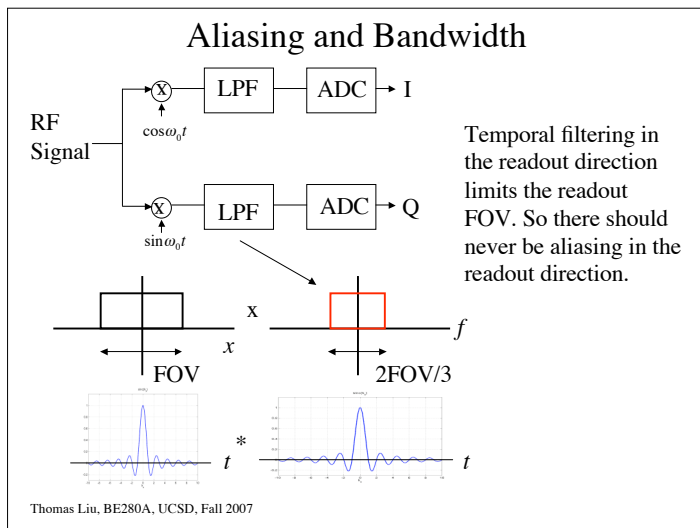 Aliasing and Bandwidth
RF
Signal
x
cosω₀t
LPF
ADC
I
x
sinω₀t
LPF
ADC
Q
Temporal filtering in
the readout direction
limits the readout
FOV. So there should
never be aliasing in the
readout direction.
x
x
f
FOV
2FOV/3
t
*
t
Thomas Liu, BE280A, UCSD, Fall 2007